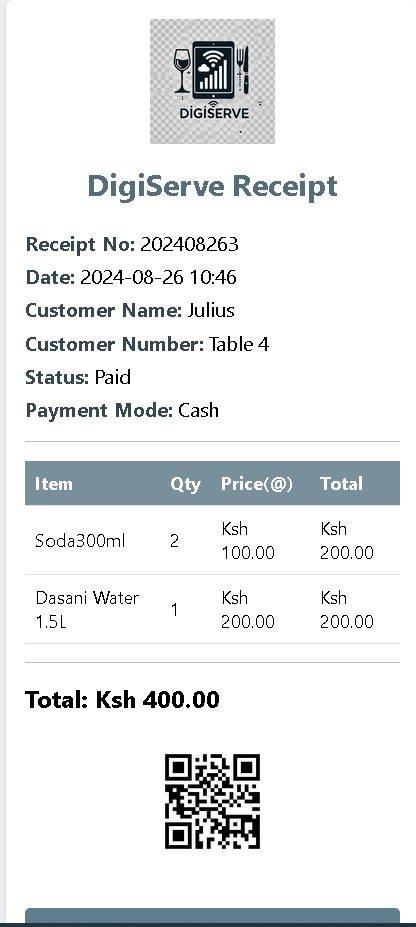 DIGISERVE
DigiServe Receipt
Receipt No: 202408263
Date: 2024-08-26 10:46
Customer Name: Julius
Customer Number: Table 4
Status: Paid
Payment Mode: Cash
Item Qty Price(@) Total
Soda300ml 2 Ksh 100.00 Ksh 200.00
Dasani Water 1.5L 1 Ksh 200.00 Ksh 200.00
Total: Ksh 400.00